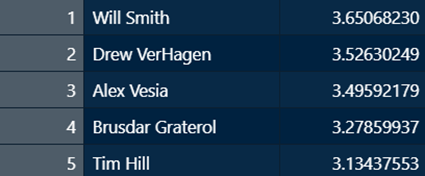 1 Will Smith 3.65068230
2 Drew VerHagen 3.52630249
3 Alex Vesia 3.49592179
4 Brusdar Graterol 3.27859937
5 Tim Hill 3.13437553